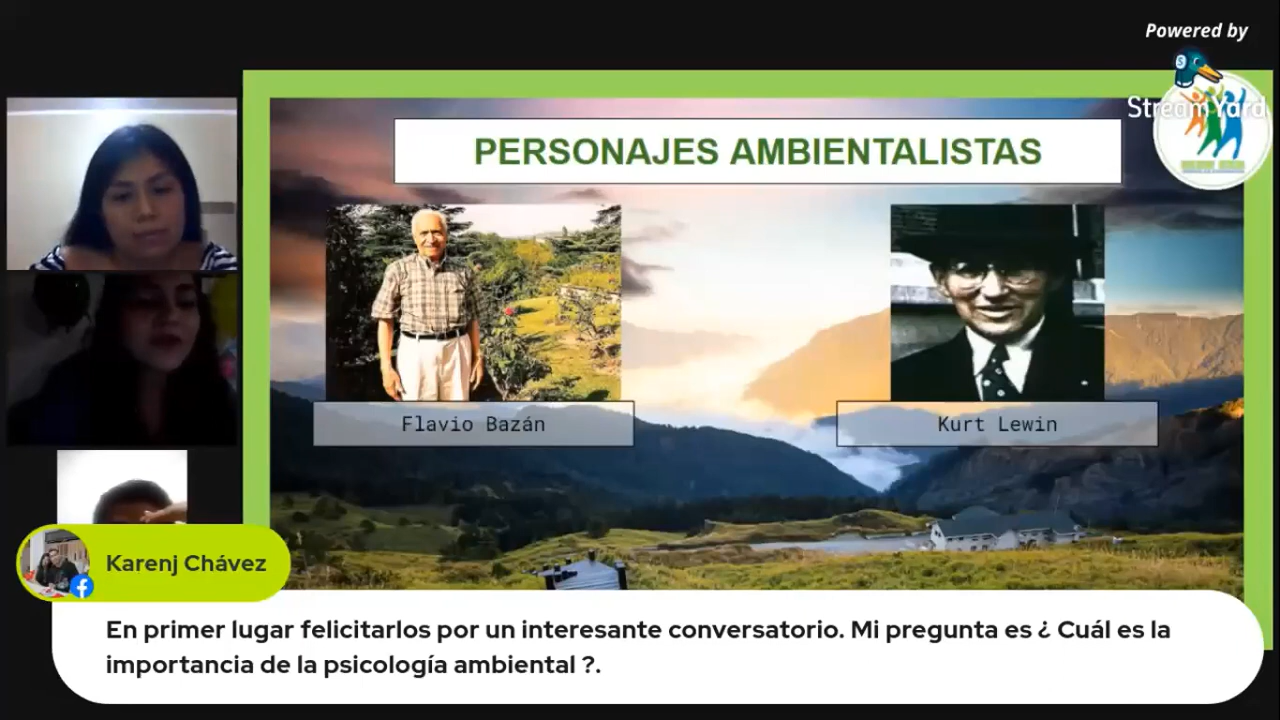 Powered by
StreamYard
PERSONAJES AMBIENTALISTAS
Flavio Bazán
Kurt Lewin
Karenj Chávez
En primer lugar felicitarlos por un interesante conversatorio. Mi pregunta es ¿ Cuál es la
importancia de la psicología ambiental ?.